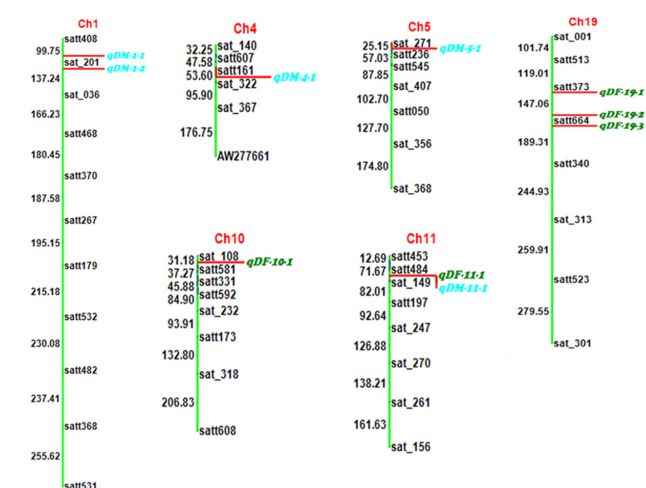 Ch1
satt408
99.75
qDM-1-1
sat_201
qDM-1-2
137.24
sat_036
166.23
satt468
180.45
satt370
187.58
satt267
195.15
satt179
215.18
satt532
230.08
satt482
237.41
satt368
255.62
satt531
Ch4
32.25 sat_140
47.58 satt607
53.60 satt161
qDM-4-1
sat_322
95.90
sat_367
176.75
AW277661
Ch5
25.15 sat_271
qDM-5-1
57.03 satt236
satt545
87.85
sat_407
102.70
satt050
127.70
sat_356
174.80
sat_368
Ch19
sat_001
101.74
satt513
119.01
satt373
qDF-19-1
147.06
qDF-19-2
satt664
qDF-19-3
189.31
satt340
244.93
sat_313
259.91
satt523
279.55
sat_301
Ch10
31.18 sat_108
qDF-10-1
37.27 satt581
45.88 satt331
84.90 satt592
sat_232
93.91
satt173
132.80
sat_318
206.83
satt608
Ch11
12.69 satt453
71.67 satt484
qDF-11-1
sat_149
qDM-11-1
82.01
satt197
92.64
sat_247
126.88
sat_270
138.21
sat_261
161.63
sat_156